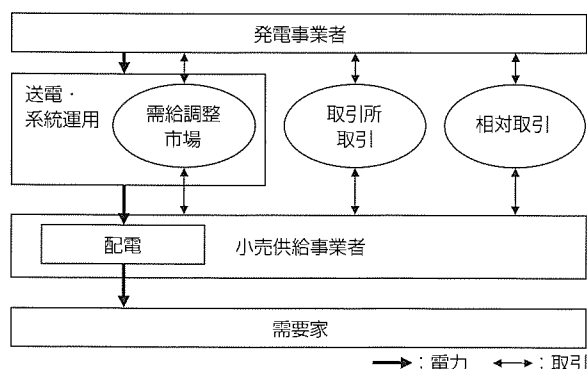 発電事業者
送電・
系統運用
需給調整
市場
取引所
取引
相対取引
配電
小売供給事業者
需要家
:電力 :取引